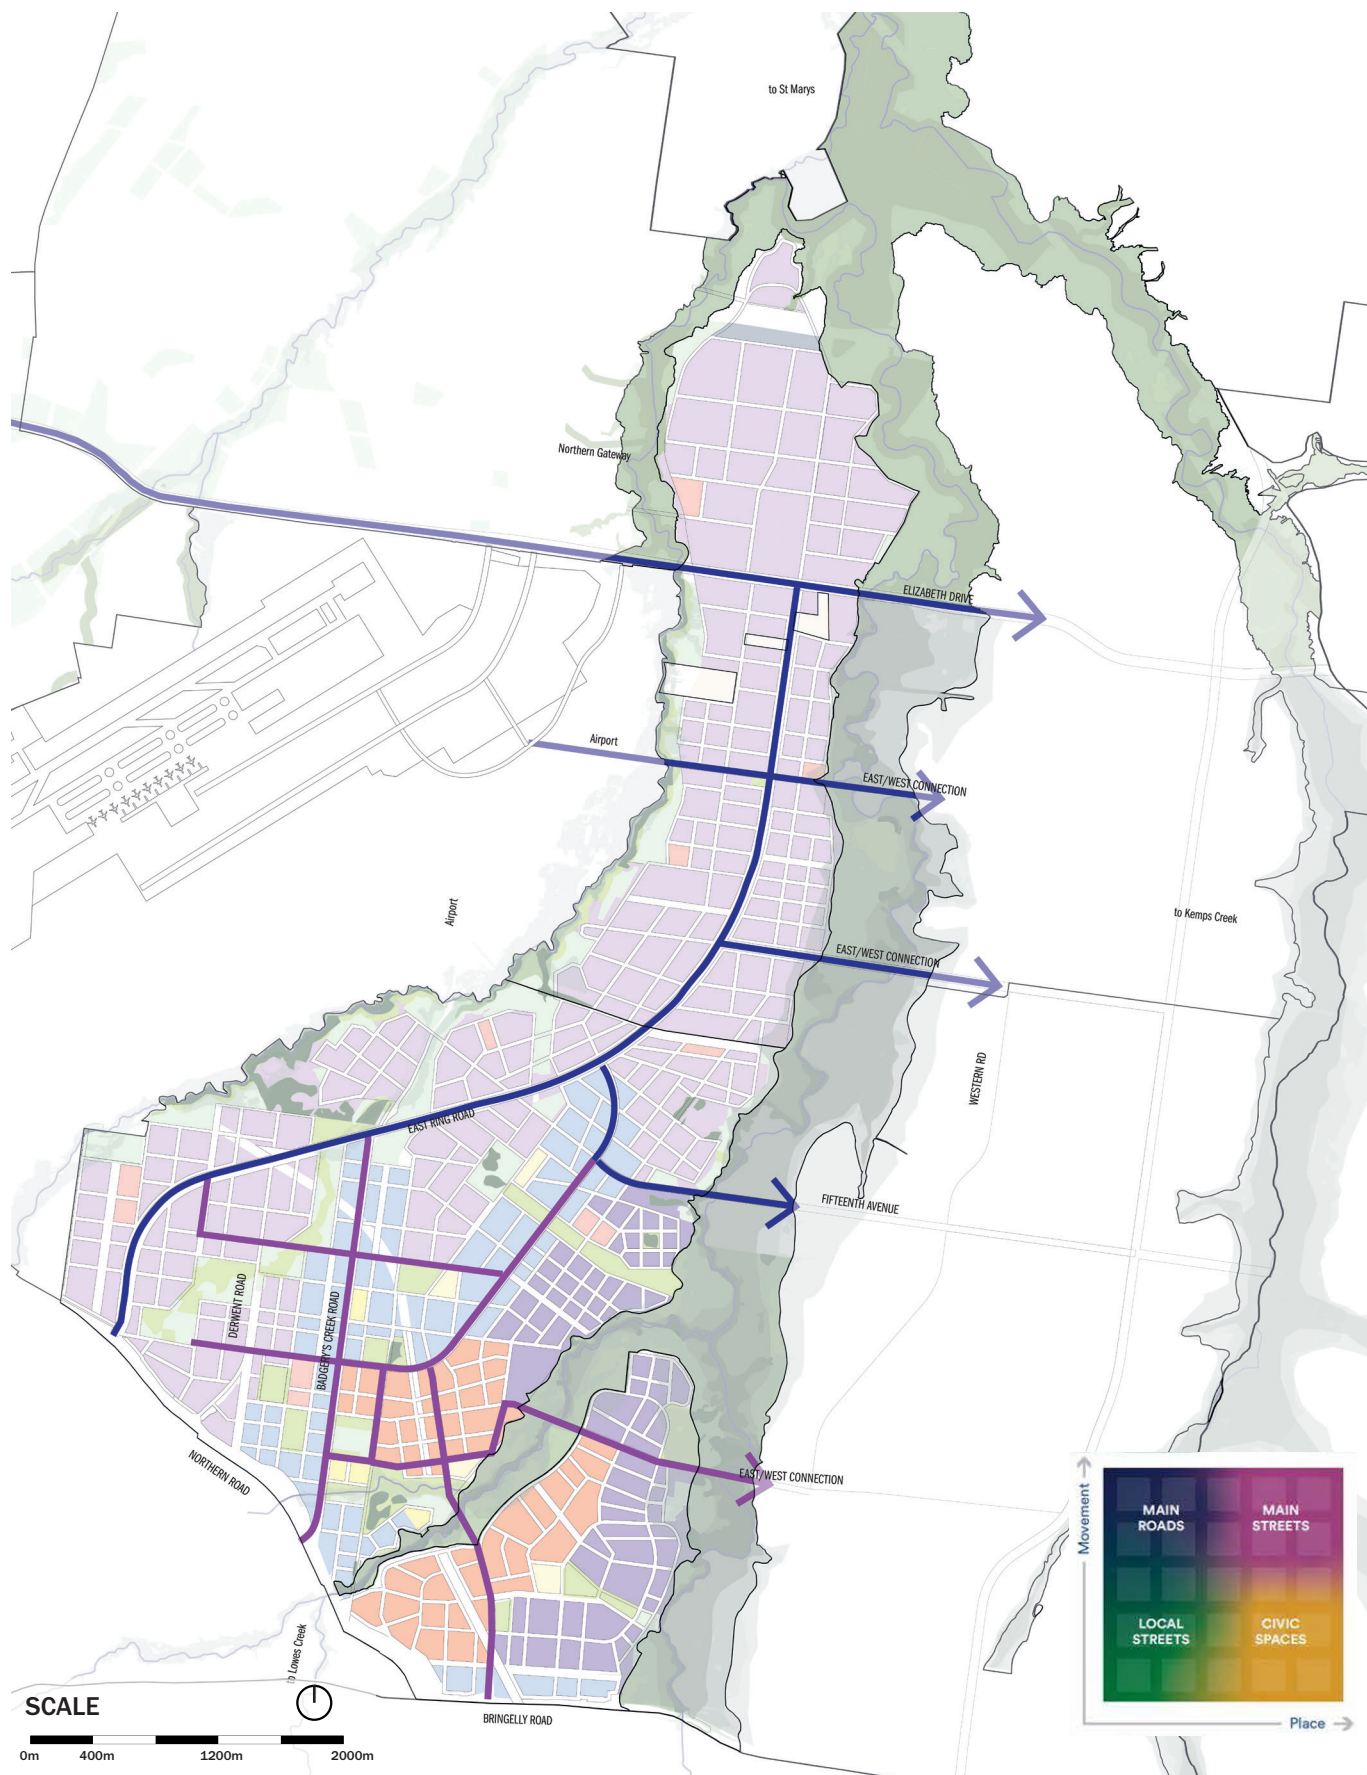 to St Marys
Northern Gateway
ELIZABETH DRIVE
Airport
EAST/WEST CONNECTION
Airport
to Kemps Creek
EAST/WEST CONNECTION
WESTERN RD
EAST RING ROAD
FIFTEENTH AVENUE
DERWENT ROAD
BADGERY'S CREEK ROAD
NORTHERN ROAD
EAST/WEST CONNECTION
to Lowes Creek
BRINGELLY ROAD
SCALE
0m 400m 1200m 2000m
Movement
MAIN
ROADS
MAIN
STREETS
LOCAL
STREETS
CIVIC
SPACES
Place